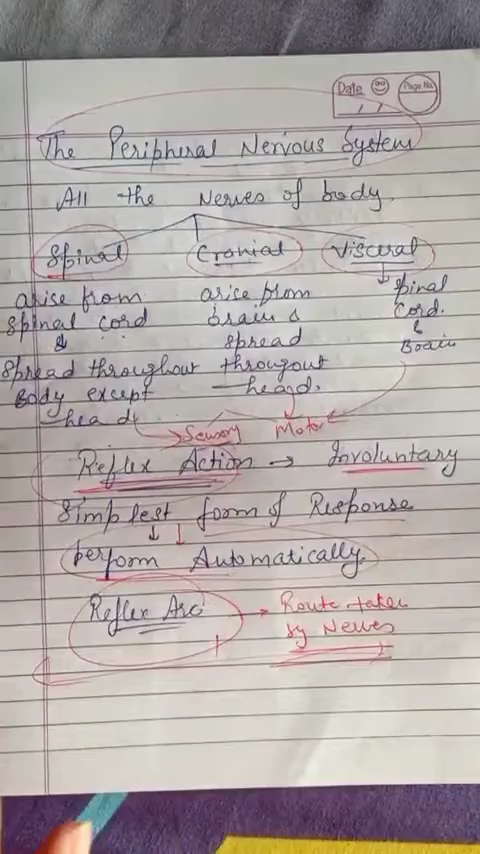 Date
Page No.
The Peripheral Nervous System
All the Nerves of body.
Spinal
arise from
Spinal cord
&
Spread throughout
Body except
head
Cranial
arise from
brain &
spread
througout
head.
Visceral
Spinal
Cord.
&
Brain
Sensory Motor
Reflex Action → Involuntary
Simplest form of Response
perform Automatically.
Reflex Arc → Route taken
by Nerves